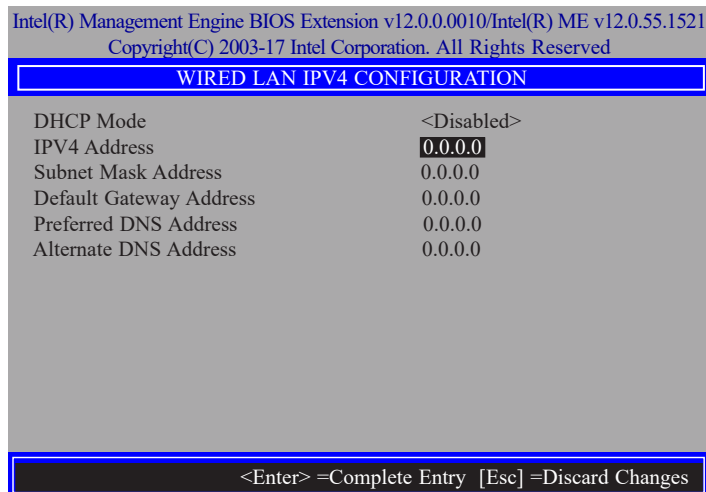 Intel(R) Management Engine BIOS Extension v12.0.0.0010/Intel(R) ME v12.0.55.1521
Copyright(C) 2003-17 Intel Corporation. All Rights Reserved
WIRED LAN IPV4 CONFIGURATION
DHCP Mode <Disabled>
IPV4 Address 0.0.0.0
Subnet Mask Address 0.0.0.0
Default Gateway Address 0.0.0.0
Preferred DNS Address 0.0.0.0
Alternate DNS Address 0.0.0.0
<Enter> =Complete Entry [Esc] =Discard Changes